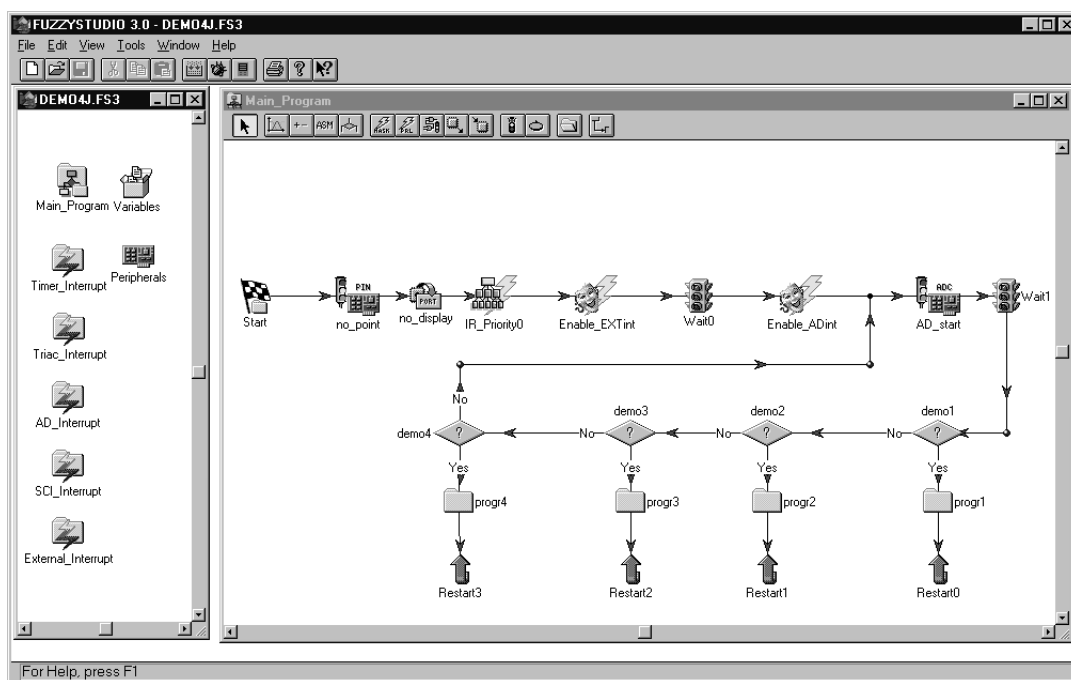 FUZZYSTUDIO 3.0 - DEMO4J.FS3
File Edit View Tools Window Help
DEMO4J.FS3
Main_Program
Variables
Timer_Interrupt
Peripherals
Triac_Interrupt
AD_Interrupt
SCI_Interrupt
External_Interrupt
Main_Program
+-
ASM
MASK
PRL
Start
PIN
no_point
PORT
no_display
IR_Priority0
Enable_EXTint
Wait0
Enable_ADint
ADC
AD_start
Wait1
No
demo4
?
Yes
progr4
Restart3
No
demo3
?
Yes
progr3
Restart2
No
demo2
?
Yes
progr2
Restart1
No
demo1
?
Yes
progr1
Restart0
For Help, press F1